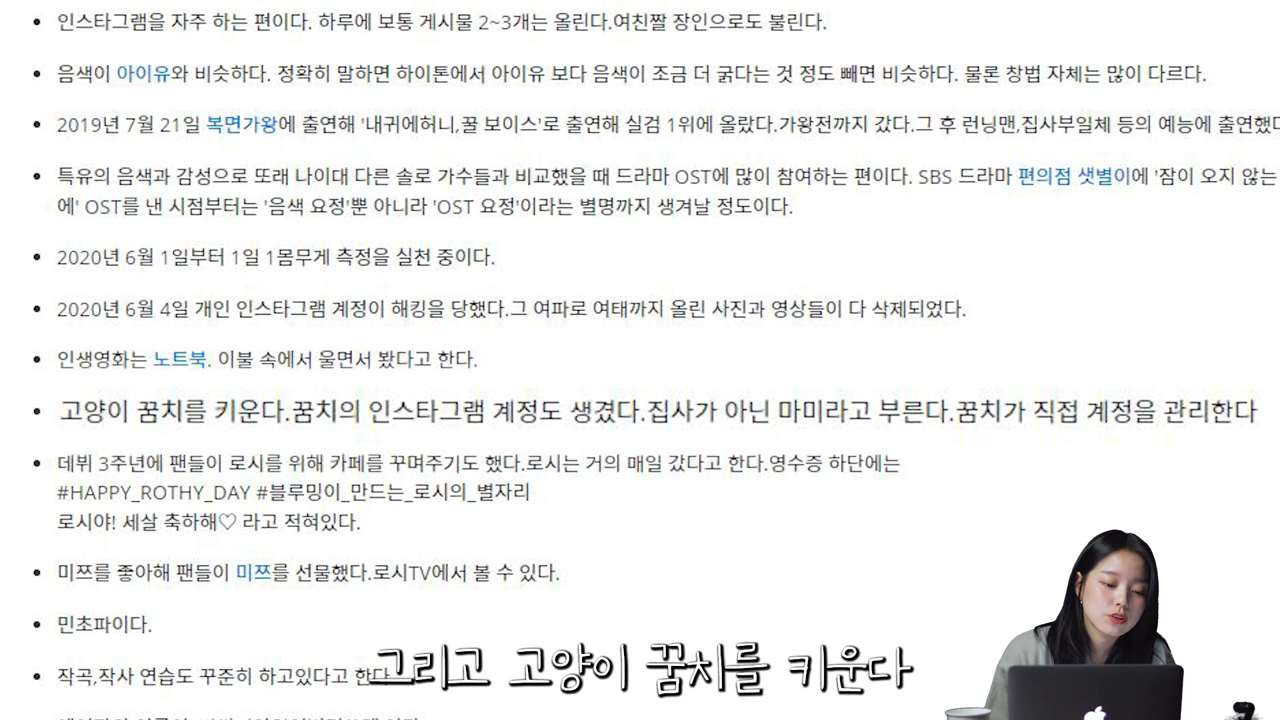 인스타그램을 자주 하는 편이다. 하루에 보통 게시물 2~3개는 올린다.여친짤 장인으로도 불린다.
음색이 아이유와 비슷하다. 정확히 말하면 하이톤에서 아이유 보다 음색이 조금 더 굵다는 것 정도 빼면 비슷하다. 물론 창법 자체는 많이 다르다.
2019년 7월 21일 복면가왕에 출연해 '내귀에허니,꿀 보이스'로 출연해 실검 1위에 올랐다.가왕전까지 갔다.그 후 런닝맨,집사부일체 등의 예능에 출연했다
특유의 음색과 감성으로 또래 나이대 다른 솔로 가수들과 비교했을 때 드라마 OST에 많이 참여하는 편이다. SBS 드라마 편의점 샛별이에 '잠이 오지 않는
에' OST를 낸 시점부터는 '음색 요정'뿐 아니라 'OST 요정'이라는 별명까지 생겨날 정도이다.
2020년 6월 1일부터 1일 1몸무게 측정을 실천 중이다.
2020년 6월 4일 개인 인스타그램 계정이 해킹을 당했다.그 여파로 여태까지 올린 사진과 영상들이 다 삭제되었다.
인생영화는 노트북. 이불 속에서 울면서 봤다고 한다.
고양이 꿈치를 키운다.꿈치의 인스타그램 계정도 생겼다.집사가 아닌 마미라고 부른다.꿈치가 직접 계정을 관리한다
데뷔 3주년에 팬들이 로시를 위해 카페를 꾸며주기도 했다.로시는 거의 매일 갔다고 한다.영수증 하단에는
#HAPPY_ROTHY_DAY #블루밍이_만드는_로시의_별자리
로시야! 세살 축하해♡ 라고 적혀있다.
미쯔를 좋아해 팬들이 미쯔를 선물했다.로시TV에서 볼 수 있다.
민초파이다.
작곡,작사 연습도 꾸준히 하고있다고 한다
그리고 고양이 꿈치를 키운다